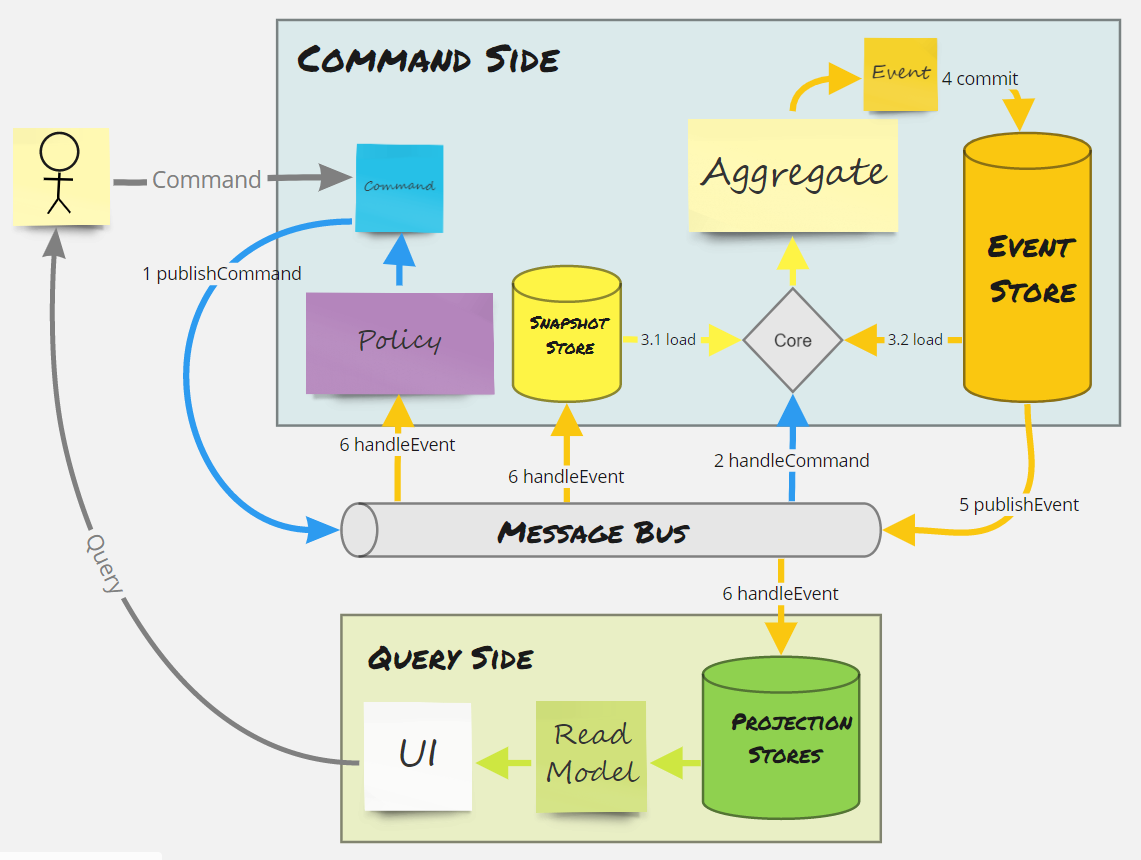 COMMAND SIDE
Event
4 commit
Command
Command
Aggregate
1 publishCommand
EVENT
STORE
Policy
SNAPSHOT
STORE
3.1 load
Core
3.2 load
6 handleEvent
6 handleEvent
2 handleCommand
5 publishEvent
MESSAGE BUS
Query
6 handleEvent
QUERY SIDE
UI
Read
Model
PROJECTION
STORES